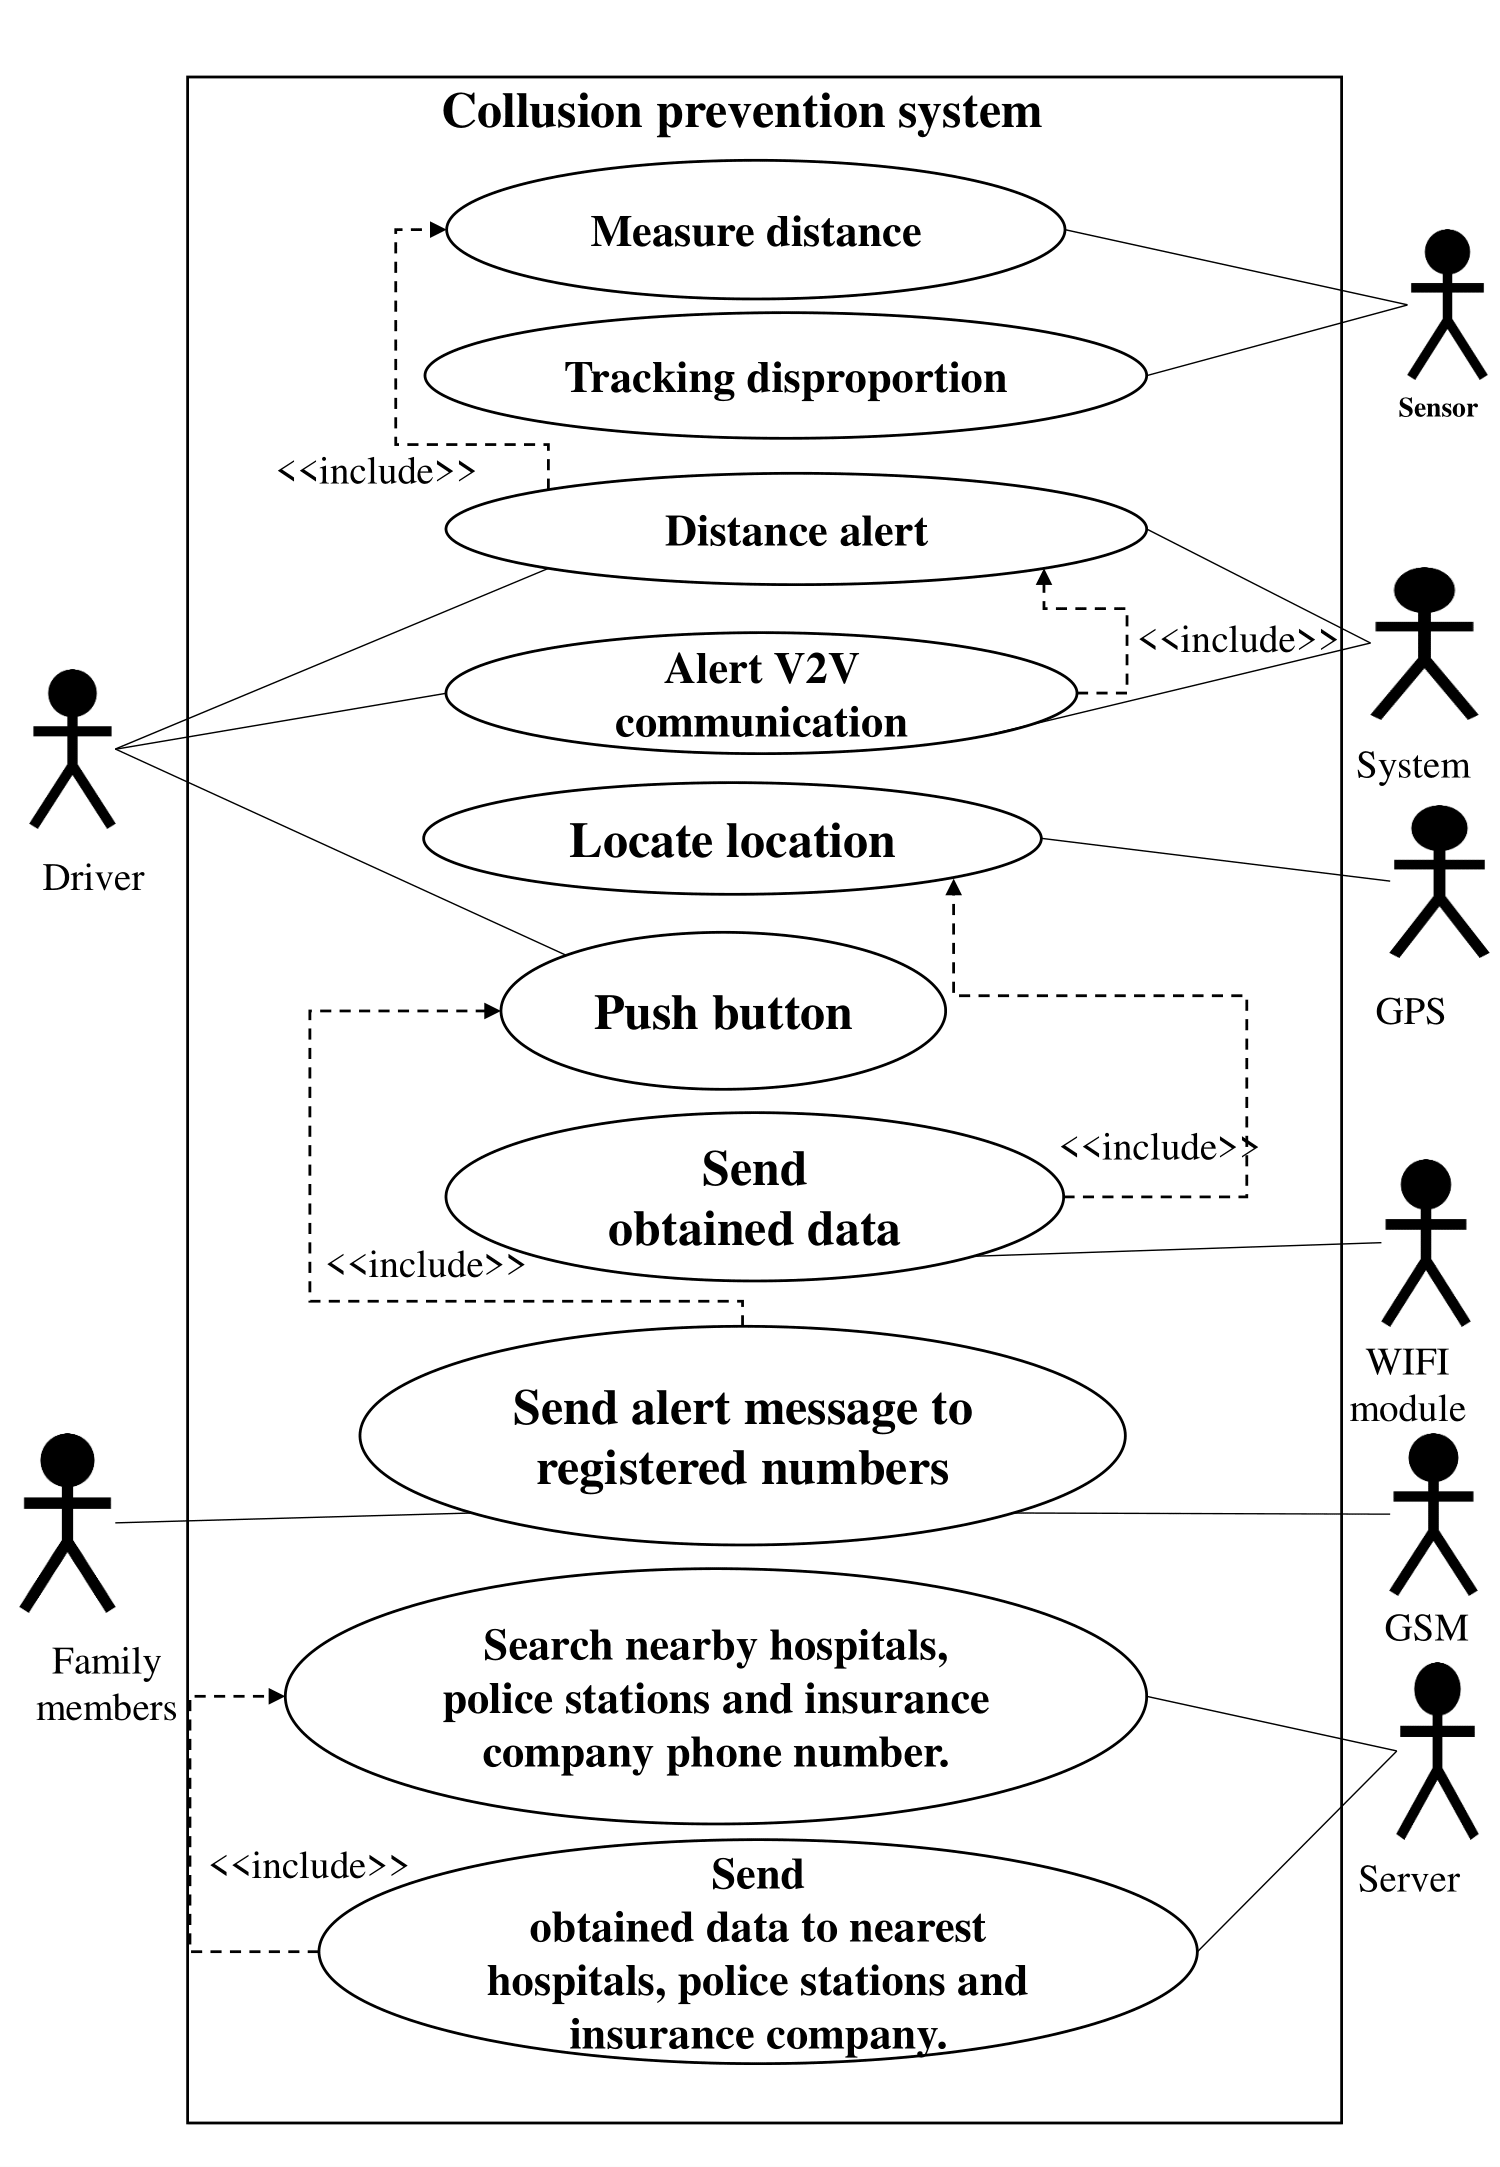 Collusion prevention system
Measure distance
Tracking disproportion
Sensor
<<include>>
Distance alert
<<include>>
Alert V2V
communication
System
Locate location
Driver
Push button
GPS
<<include>>
Send
obtained data
<<include>>
WIFI
module
Send alert message to
registered numbers
GSM
Family
members
Search nearby hospitals,
police stations and insurance
company phone number.
<<include>>
Server
Send
obtained data to nearest
hospitals, police stations and
insurance company.